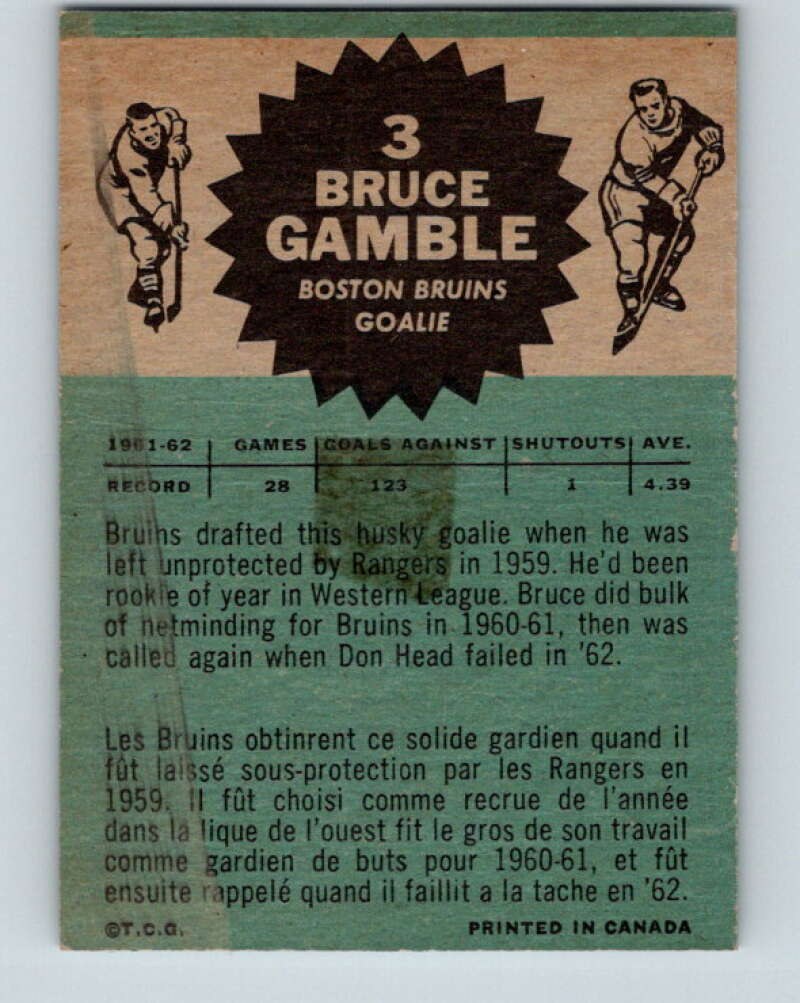 3
BRUCE
GAMBLE
BOSTON BRUINS
GOALIE
1961-62 GAMES GOALS AGAINST SHUTOUTS AVE.
RECORD 28 123 1 4.39
Bruins drafted this husky goalie when he was
left unprotected by Rangers in 1959. He'd been
rookie of year in Western League. Bruce did bulk
of netminding for Bruins in 1960-61, then was
called again when Don Head failed in '62.
Les Bruins obtinrent ce solide gardien quand il
fût laissé sous-protection par les Rangers en
1959. Il fût choisi comme recrue de l'année
dans la lique de l'ouest fit le gros de son travail
comme gardien de buts pour 1960-61, et fût
ensuite rappelé quand il faillit a la tache en '62.
©T.C.G. PRINTED IN CANADA